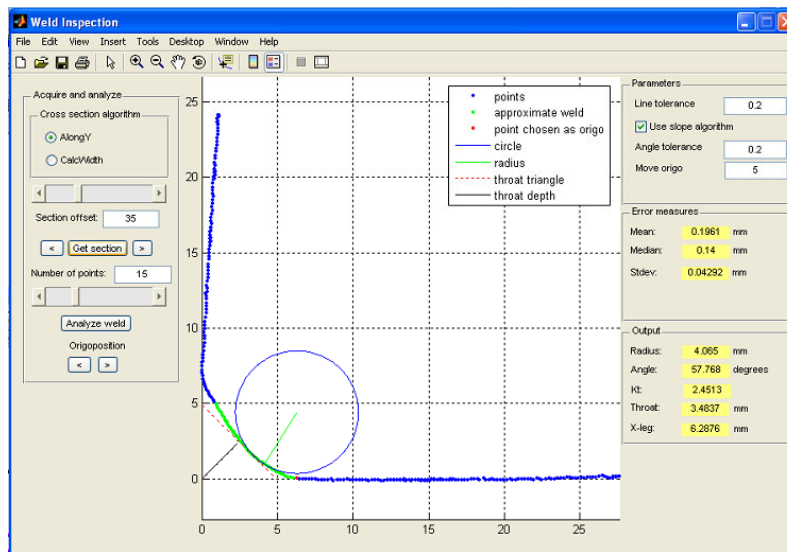 Weld Inspection
File Edit View Insert Tools Desktop Window Help
Acquire and analyze
Cross section algorithm
AlongY
CalcWidth
Section offset: 35
< Get section >
Number of points: 15
Analyze weld
Origoposition
< >
25
20
15
10
5
0
0 5 10 15 20 25
points
approximate weld
point chosen as origo
circle
radius
throat triangle
throat depth
Parameters
Line tolerance 0.2
Use slope algorithm
Angle tolerance 0.2
Move origo 5
Error measures
Mean: 0.1961 mm
Median: 0.14 mm
Stdev: 0.04292 mm
Output
Radius: 4.065 mm
Angle: 57.768 degrees
Kt: 2.4513
Throat: 3.4837 mm
X-leg: 6.2876 mm